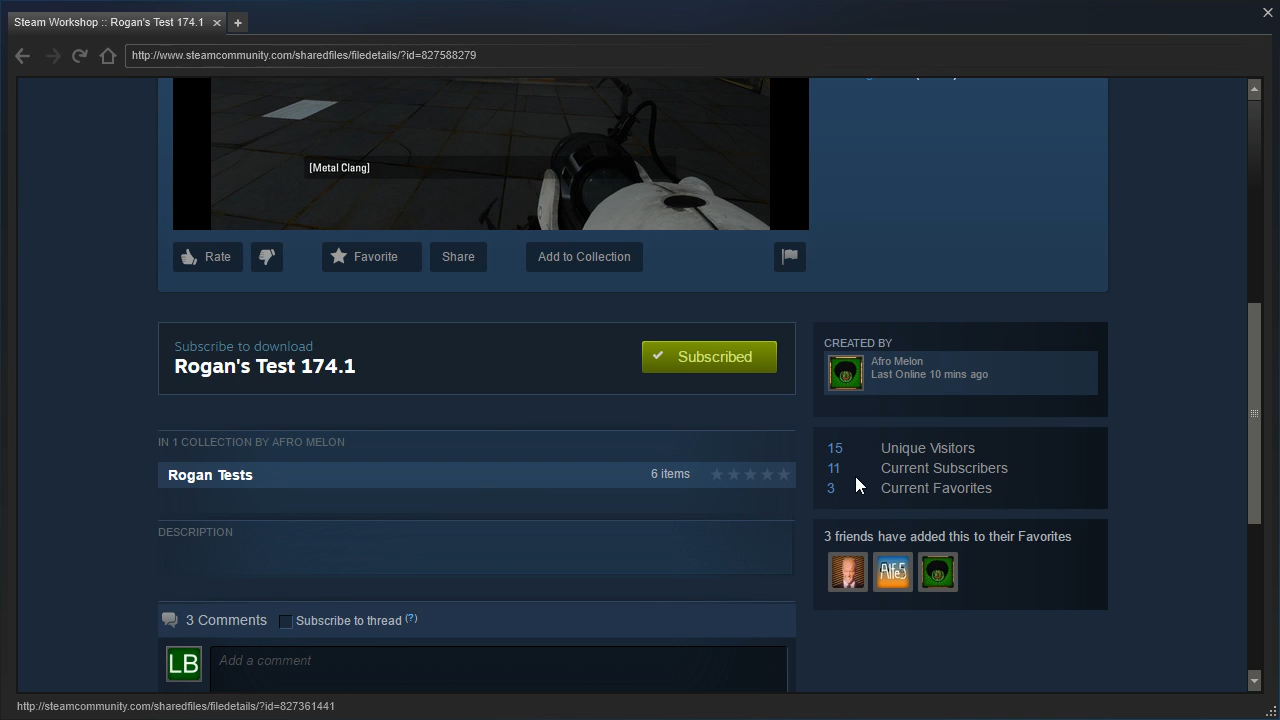 Steam Workshop :: Rogan's Test 174.1
http://www.steamcommunity.com/sharedfiles/filedetails/?id=827588279
[Metal Clang]
Rate
Favorite
Share
Add to Collection
Subscribe to download
Rogan's Test 174.1
Subscribed
CREATED BY
Afro Melon
Last Online 10 mins ago
IN 1 COLLECTION BY AFRO MELON
Rogan Tests 6 items
15 Unique Visitors
11 Current Subscribers
3 Current Favorites
DESCRIPTION
3 friends have added this to their Favorites
Alfe5
3 Comments Subscribe to thread (?)
LB
Add a comment
http://steamcommunity.com/sharedfiles/filedetails/?id=827361441